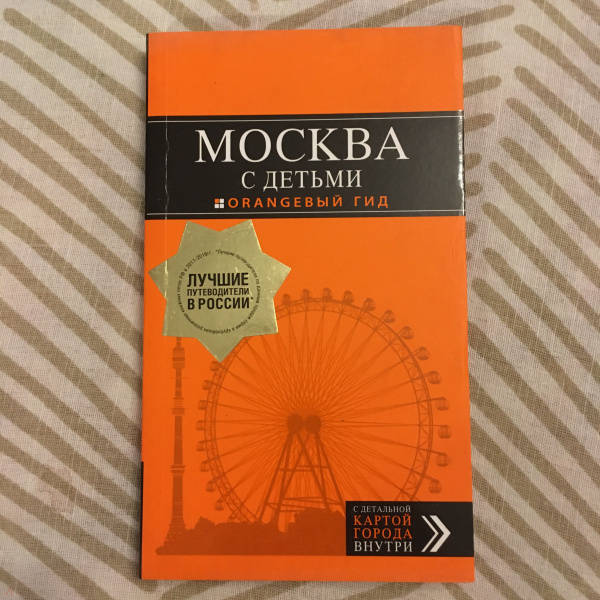 МОСКВА
С ДЕТЬМИ
ORANGEВЫЙ ГИД
ЛУЧШИЕ
ПУТЕВОДИТЕЛИ
В РОССИИ*
С ДЕТАЛЬНОЙ
КАРТОЙ
ГОРОДА
ВНУТРИ